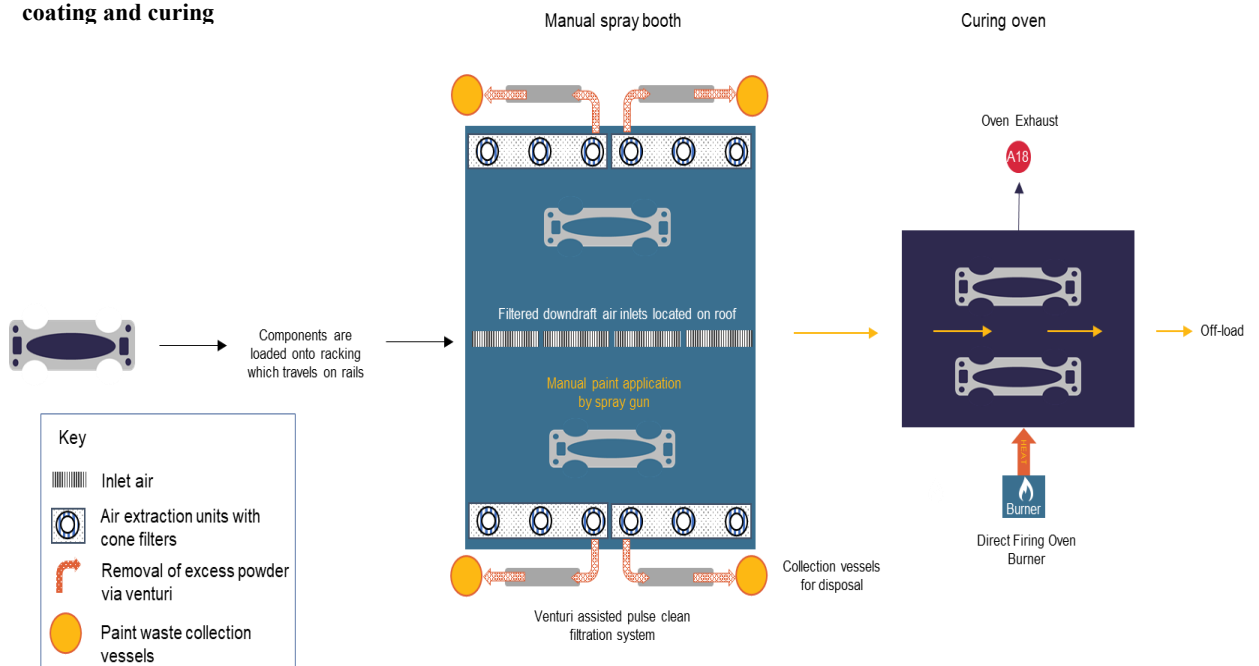 coating and curing
Manual spray booth
Curing oven
Oven Exhaust
A18
Filtered downdraft air inlets located on roof
Components are
loaded onto racking
which travels on rails
Manual paint application
by spray gun
Off-load
HEAT
Burner
Direct Firing Oven
Burner
Collection vessels
for disposal
Venturi assisted pulse clean
filtration system
Key
Inlet air
Air extraction units with
cone filters
Removal of excess powder
via venturi
Paint waste collection
vessels